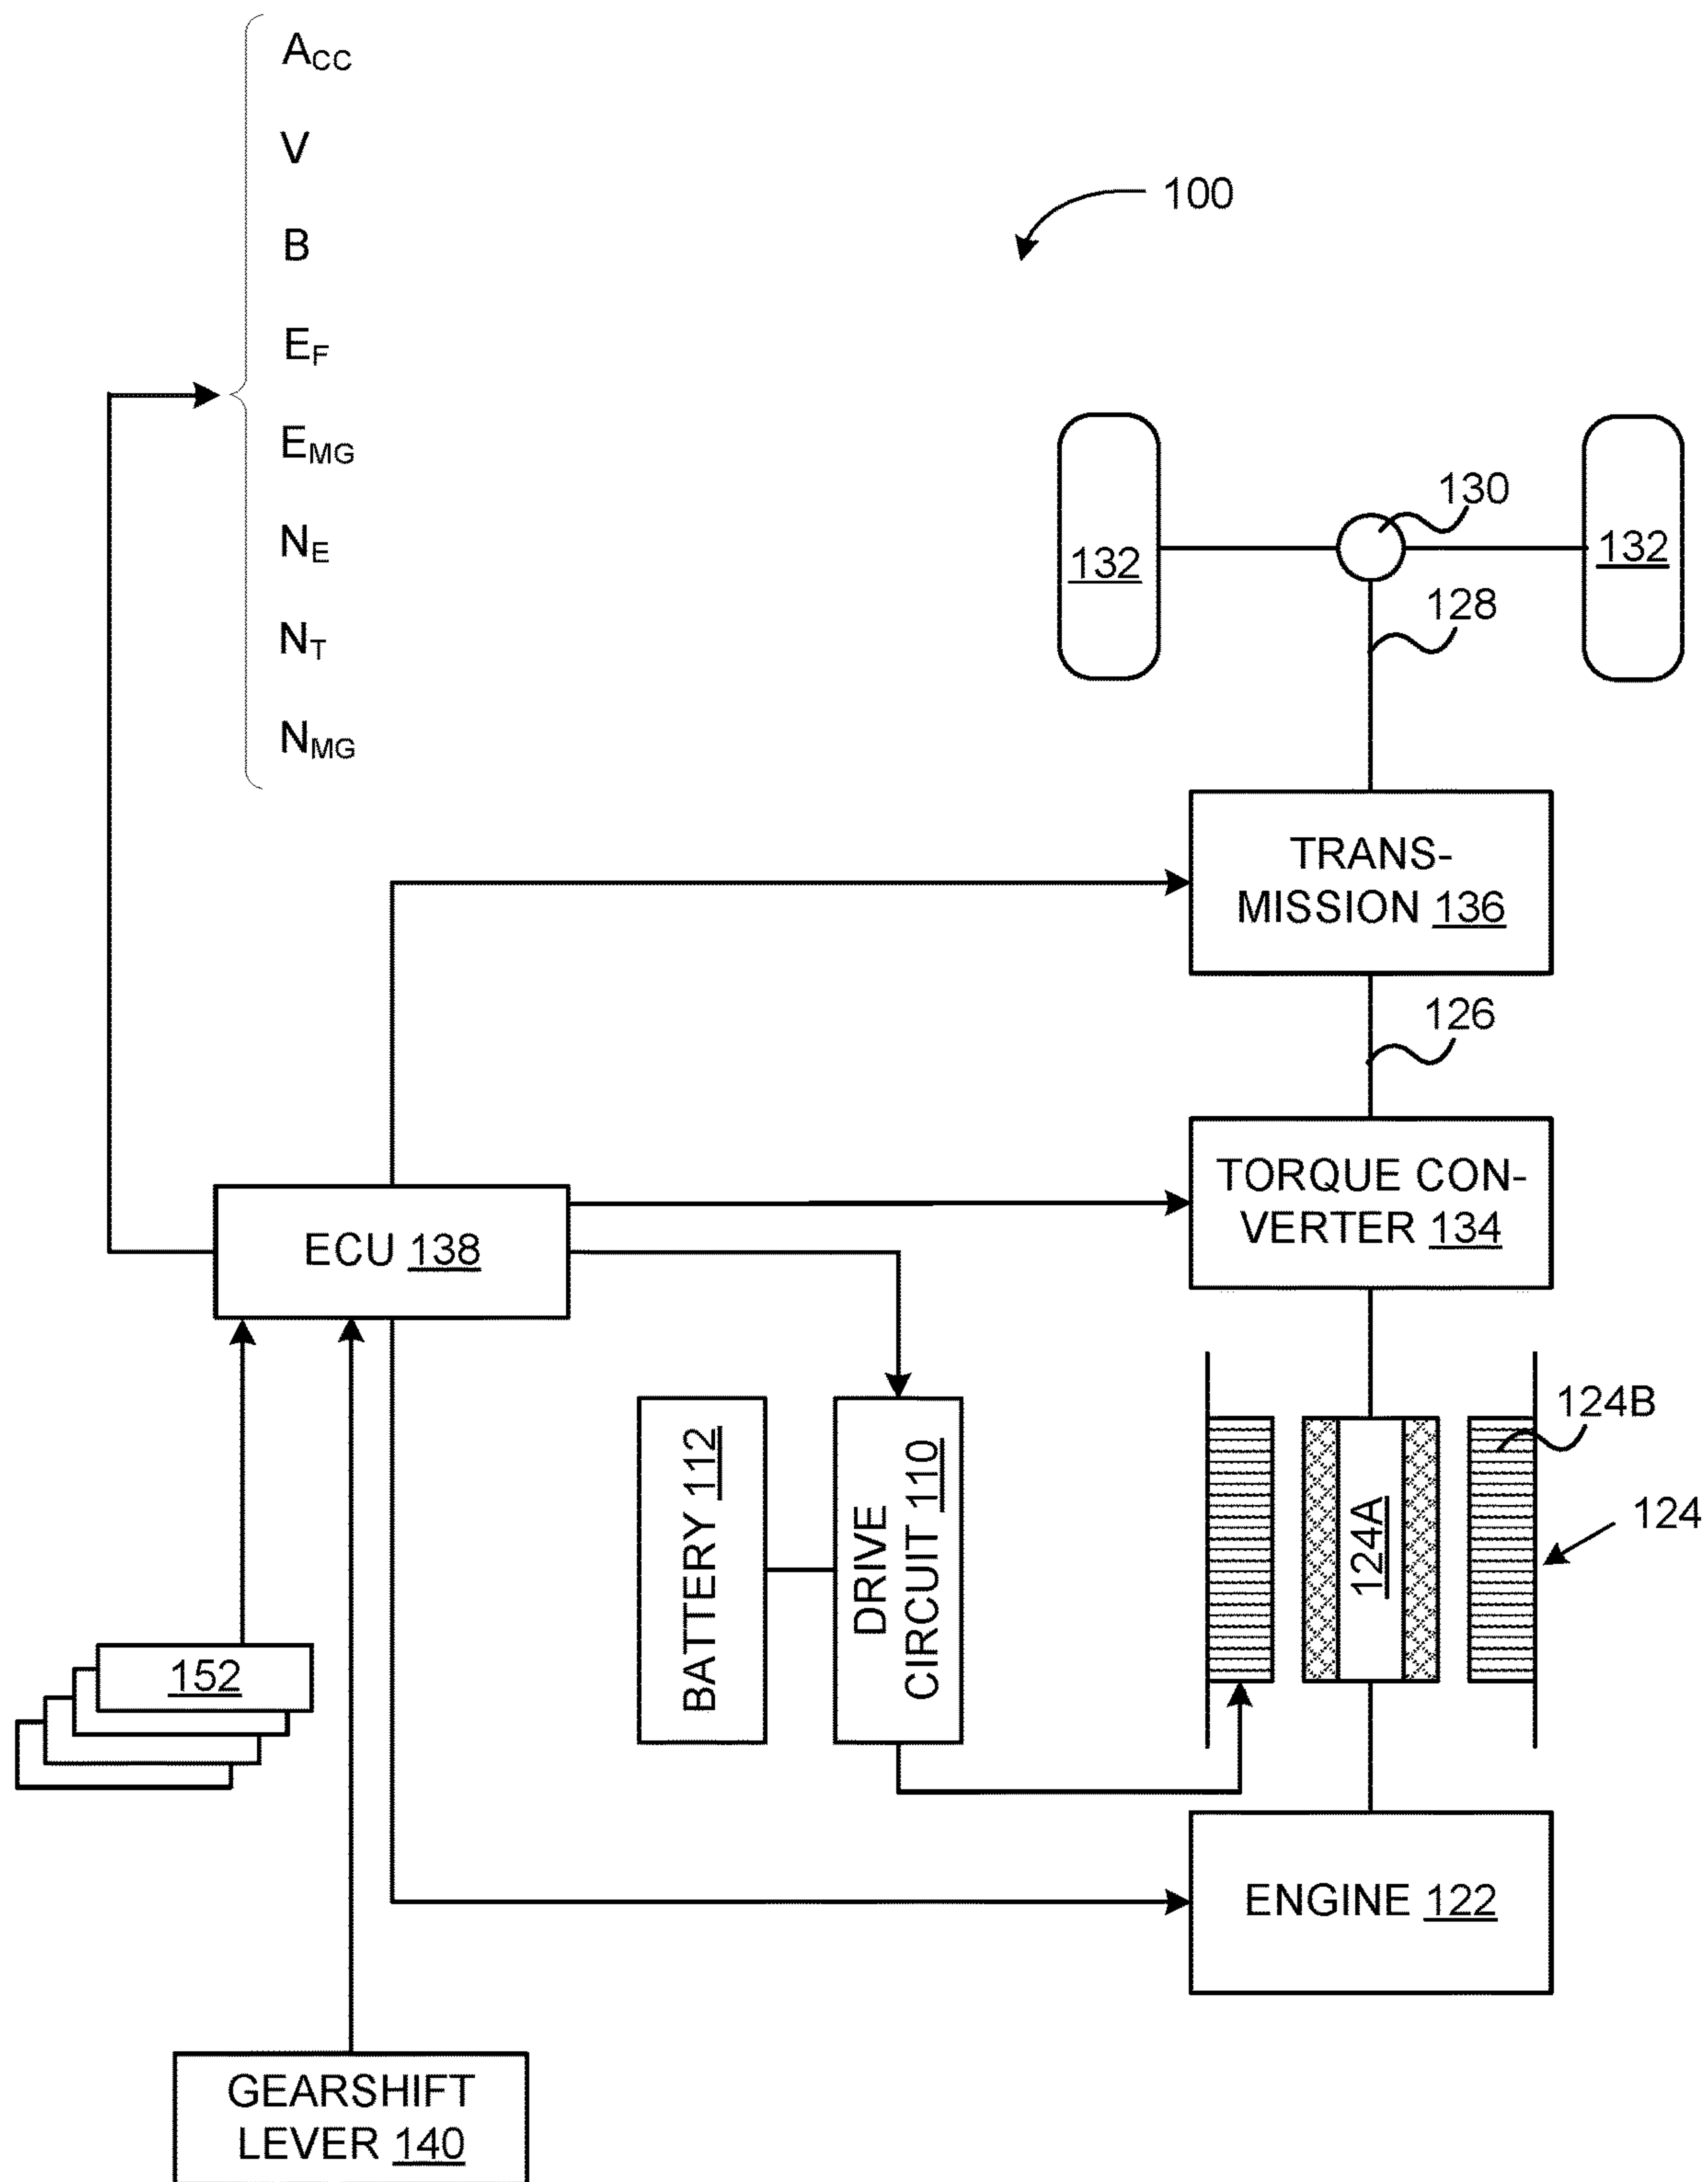 A_CC
V
B
E_F
E_MG
N_E
N_T
N_MG
100
130
132
132
128
TRANS-
MISSION 136
126
TORQUE CON-
VERTER 134
ECU 138
124B
BATTERY 112
DRIVE
CIRCUIT 110
124A
124
152
ENGINE 122
GEARSHIFT
LEVER 140